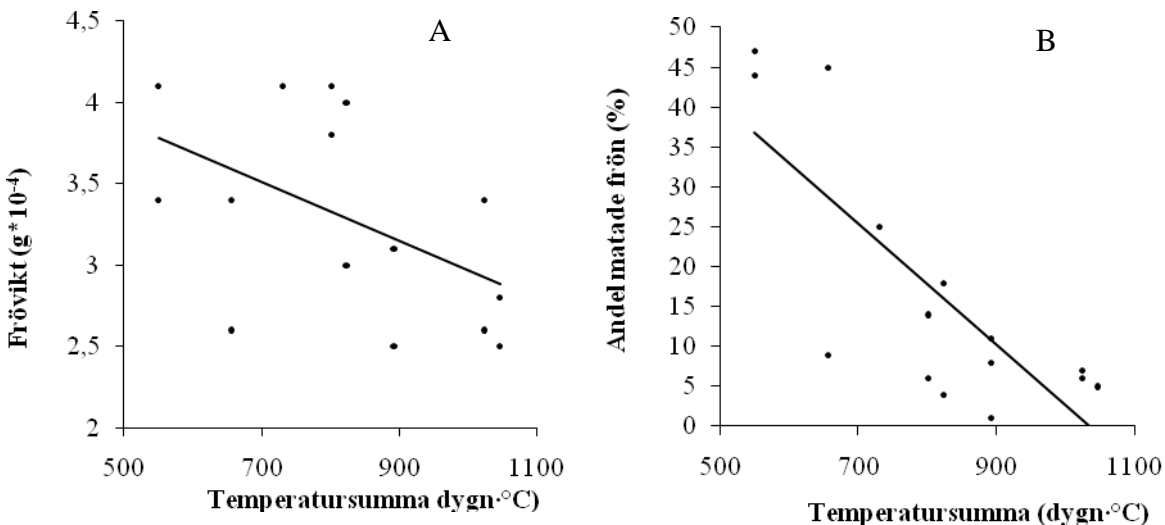 A
Frövikt (g*10⁻⁴)
4,5
4
3,5
3
2,5
2
500 700 900 1100
Temperatursumma dygn·°C)
B
Andel matade frön (%)
50
45
40
35
30
25
20
15
10
5
0
500 700 900 1100
Temperatursumma (dygn·°C)